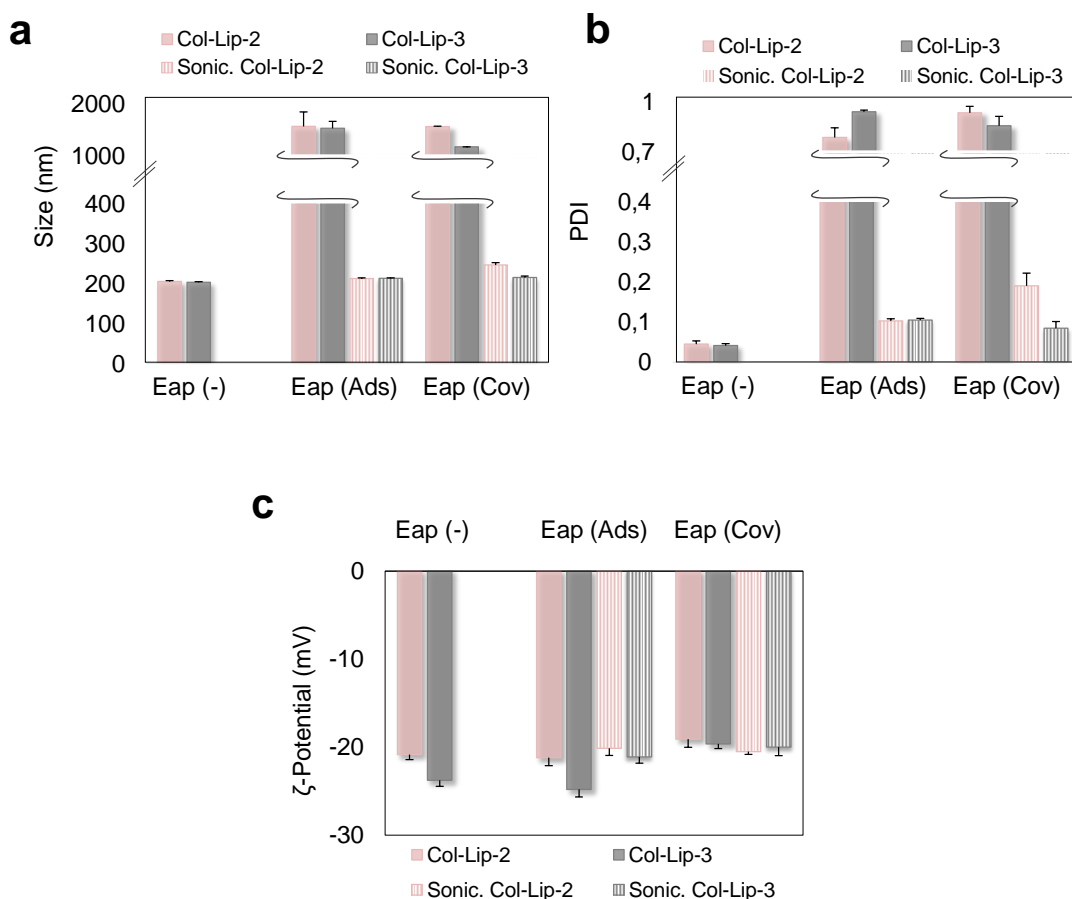 a
Col-Lip-2 Col-Lip-3
Sonic. Col-Lip-2 Sonic. Col-Lip-3
2000
1000
400
300
200
100
0
Size (nm)
Eap (-) Eap (Ads) Eap (Cov)
b
Col-Lip-2 Col-Lip-3
Sonic. Col-Lip-2 Sonic. Col-Lip-3
1
0,7
0,4
0,3
0,2
0,1
0
PDI
Eap (-) Eap (Ads) Eap (Cov)
c
Eap (-) Eap (Ads) Eap (Cov)
0
-10
-20
-30
ζ-Potential (mV)
Col-Lip-2 Col-Lip-3
Sonic. Col-Lip-2 Sonic. Col-Lip-3